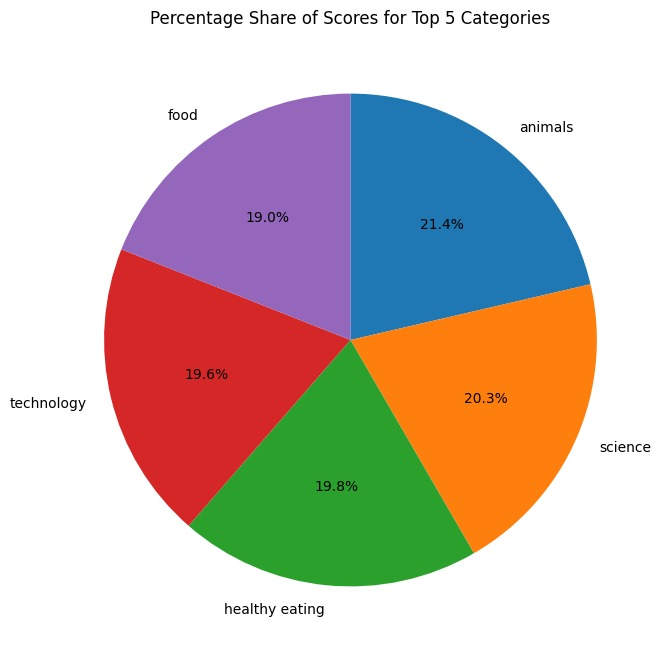 Percentage Share of Scores for Top 5 Categories
food
animals
19.0%
21.4%
technology
19.6%
20.3%
science
19.8%
healthy eating